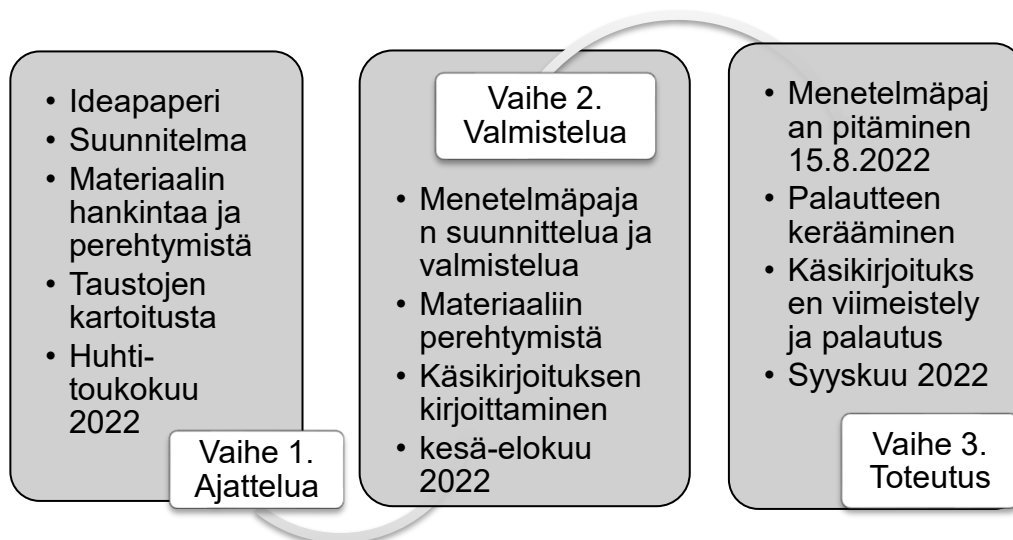 • Ideapaperi
• Suunnitelma
• Materiaalin
hankintaa ja
perehtymistä
• Taustojen
kartoitusta
• Huhti-
toukokuu
2022
Vaihe 1.
Ajattelua
Vaihe 2.
Valmistelua
• Menetelmäpaja
n suunnittelua ja
valmistelua
• Materiaaliin
perehtymistä
• Käsikirjoituksen
kirjoittaminen
• kesä-elokuu
2022
• Menetelmäpaj
an pitäminen
15.8.2022
• Palautteen
kerääminen
• Käsikirjoituks
en viimeistely
ja palautus
• Syyskuu 2022
Vaihe 3.
Toteutus